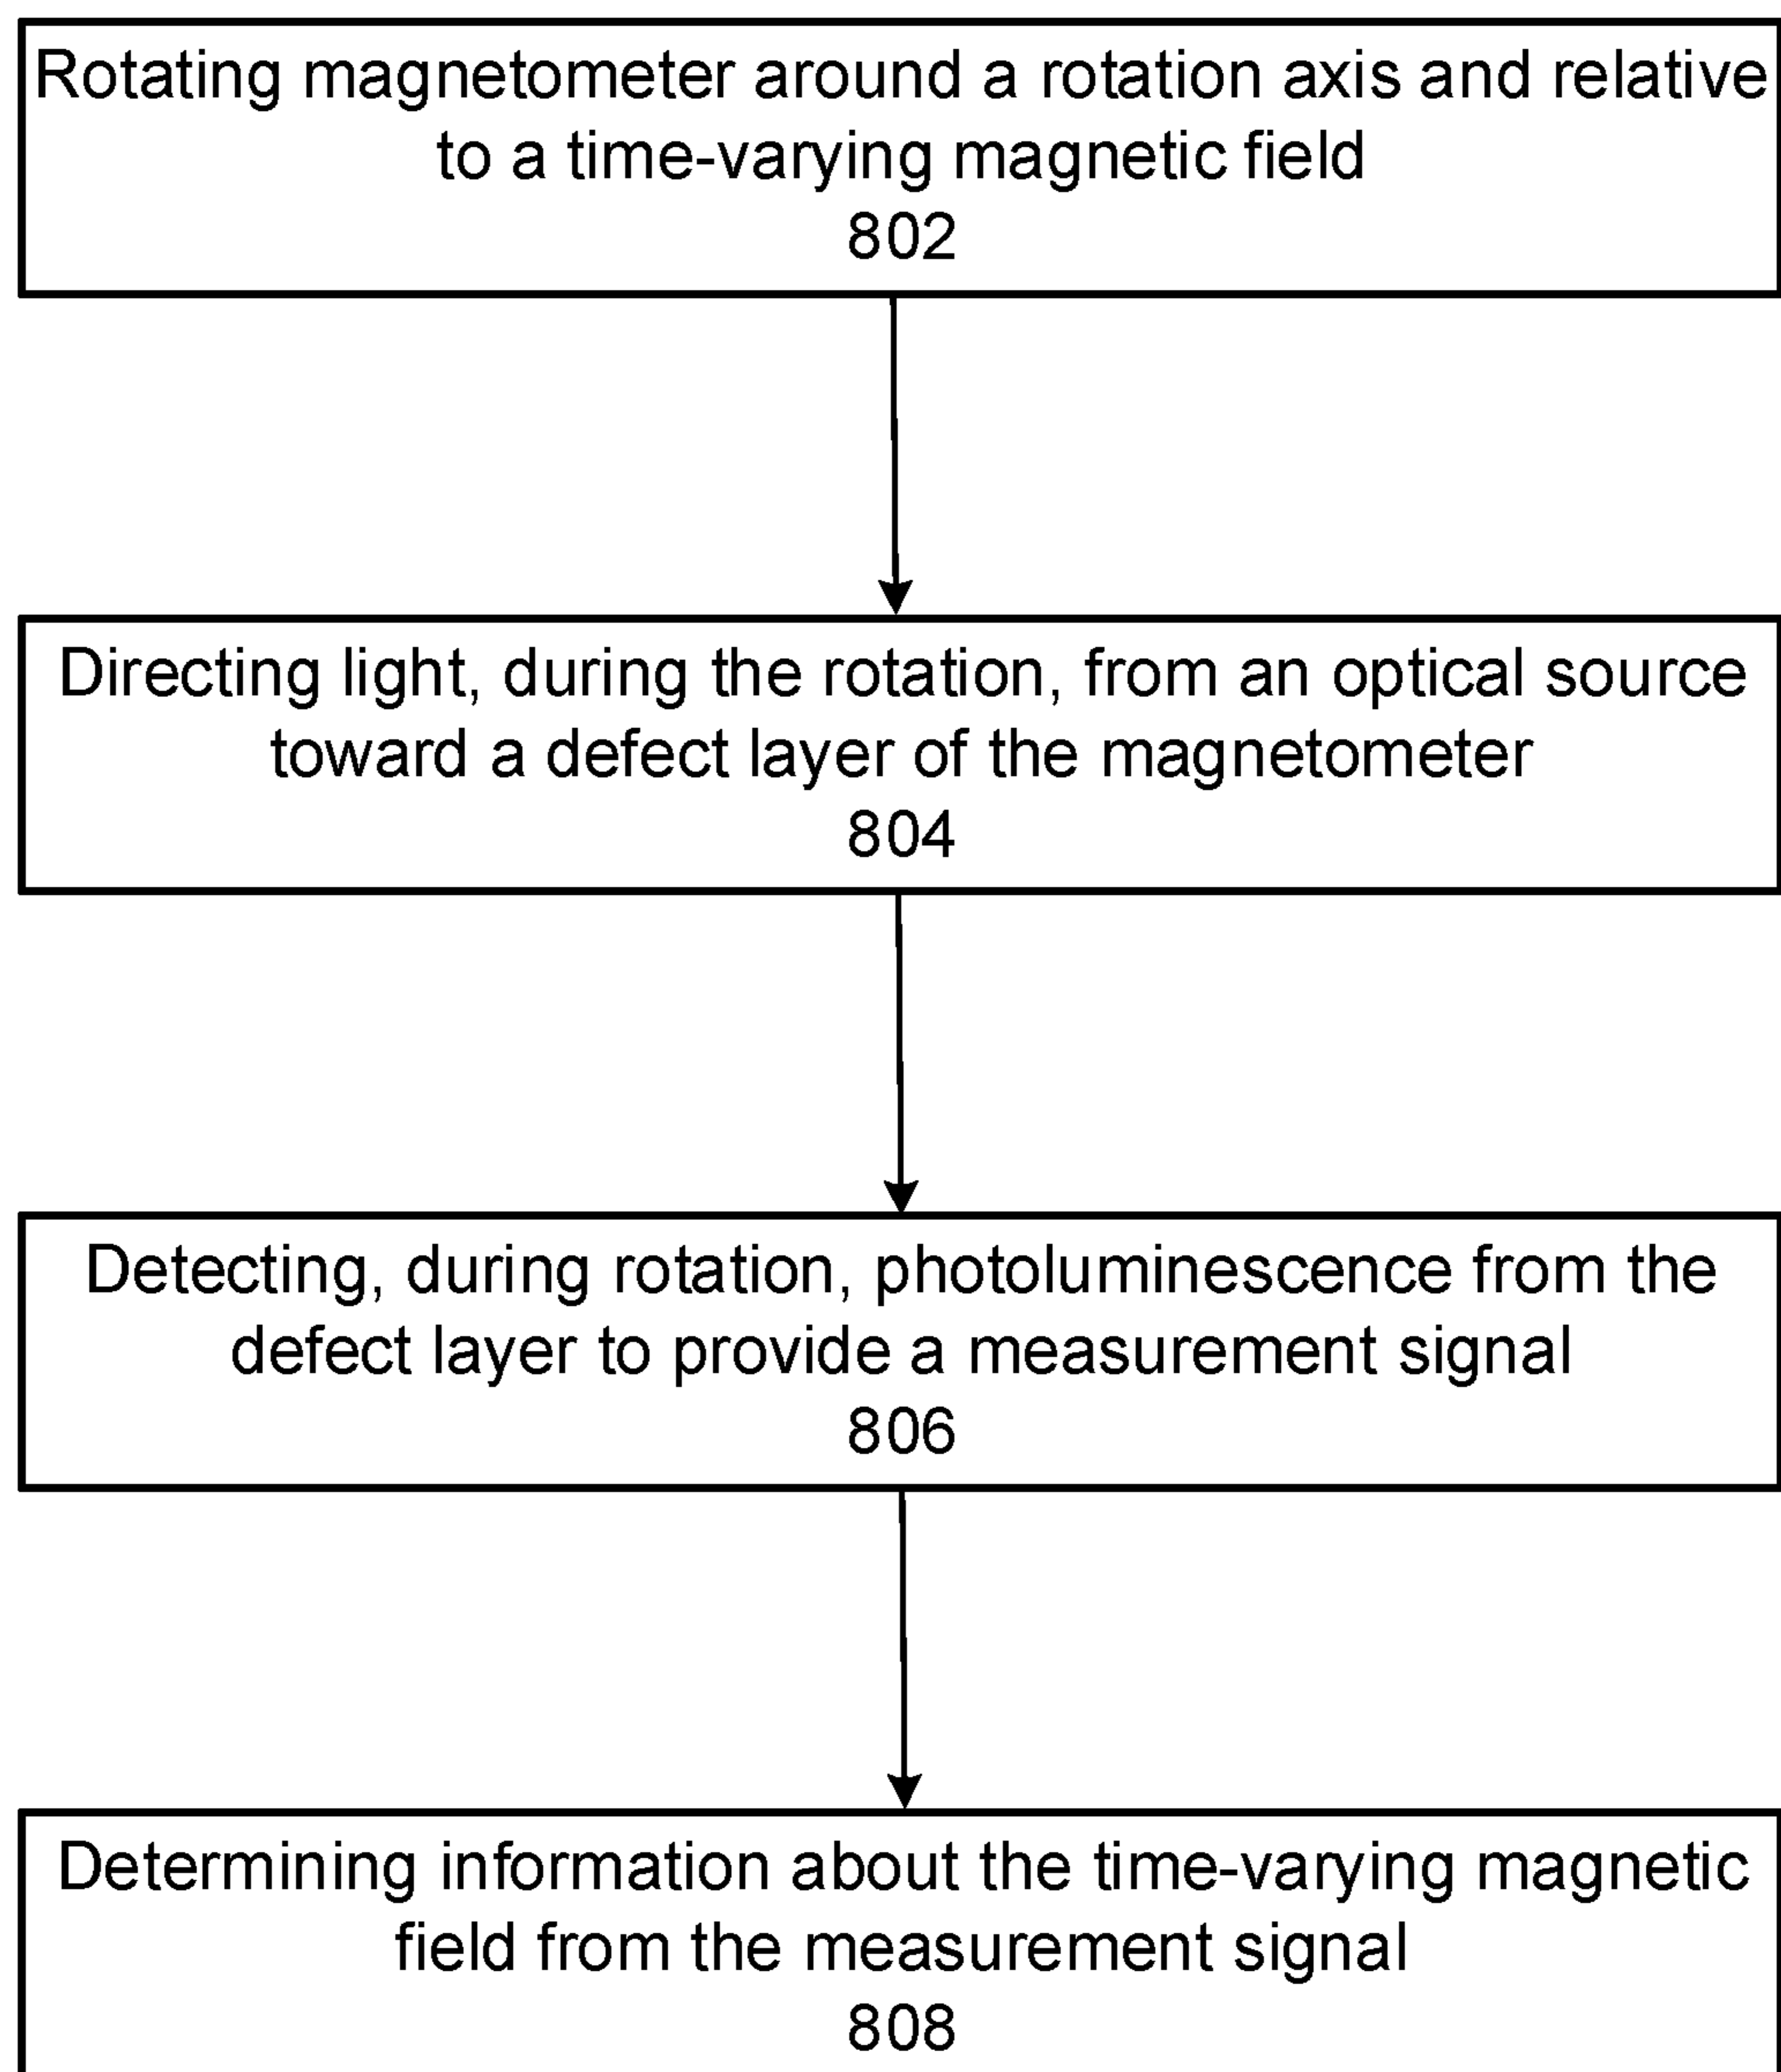 Rotating magnetometer around a rotation axis and relative
to a time-varying magnetic field
802
Directing light, during the rotation, from an optical source
toward a defect layer of the magnetometer
804
Detecting, during rotation, photoluminescence from the
defect layer to provide a measurement signal
806
Determining information about the time-varying magnetic
field from the measurement signal
808